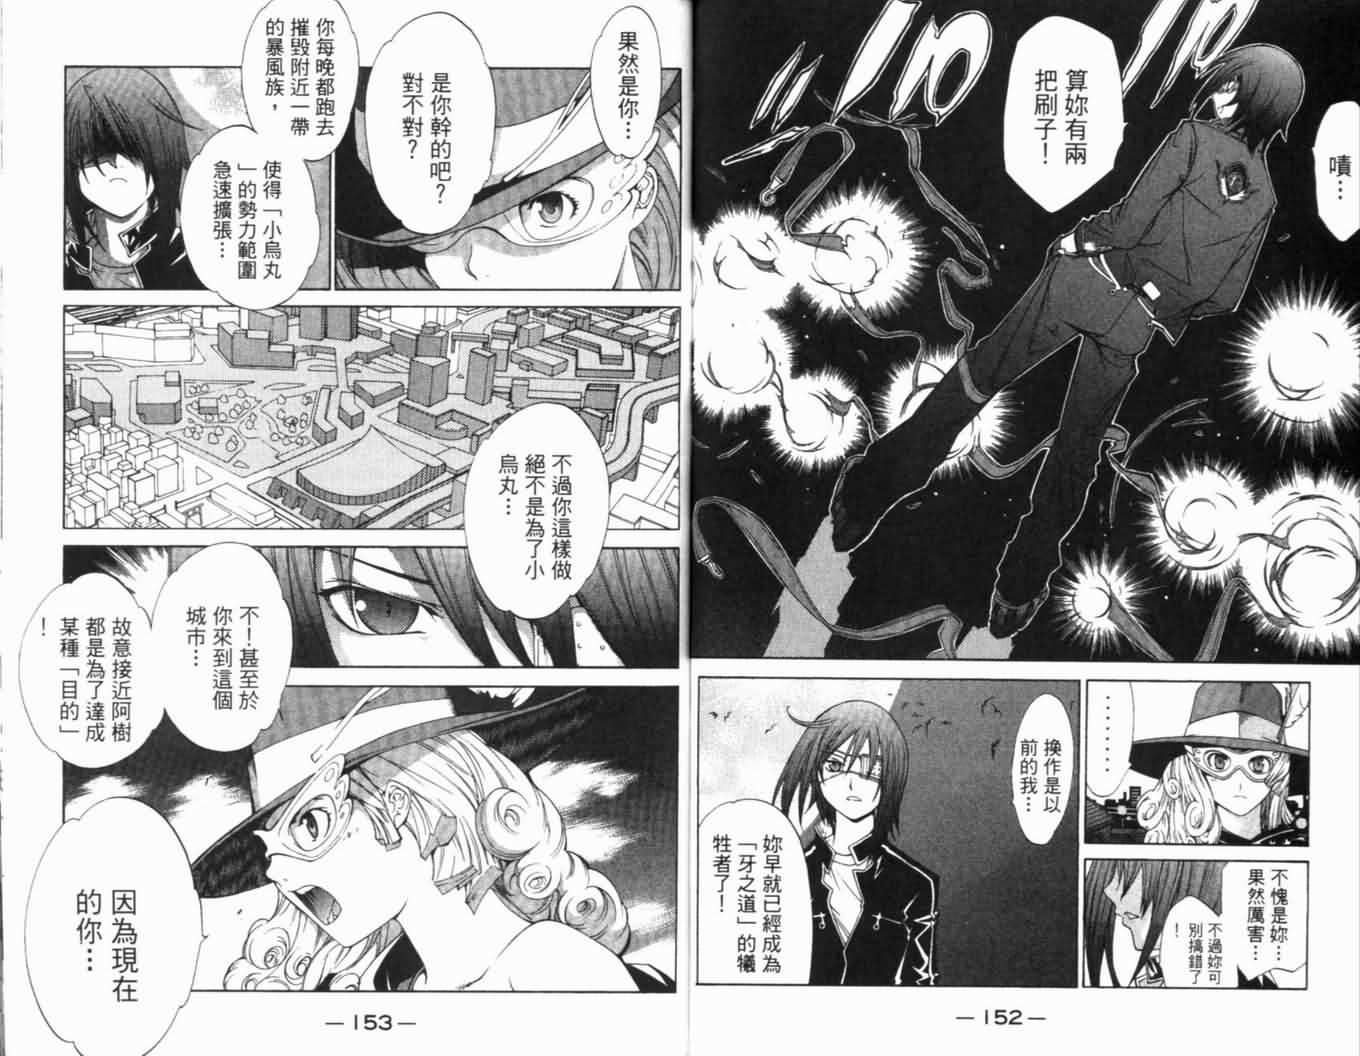 嘖…
算妳有兩
把刷子！
………
不愧是妳…
果然厲害…
不過妳可
別搞錯了
！
換作是以
前的我…
妳早就已經成為
「牙之道」的犧
牲者了！
—152—
果然是你…
是你幹的吧？
對不對？
你每晚都跑去
摧毀附近一帶
的暴風族，
使得「小烏丸
」的勢力範圍
急速擴張…
不過你這樣做
絕不是為了小
烏丸…
不！甚至於
你來到這個
城市…
故意接近阿樹
都是為了達成
某種「目的」
！
因為現在
的你…
—153—